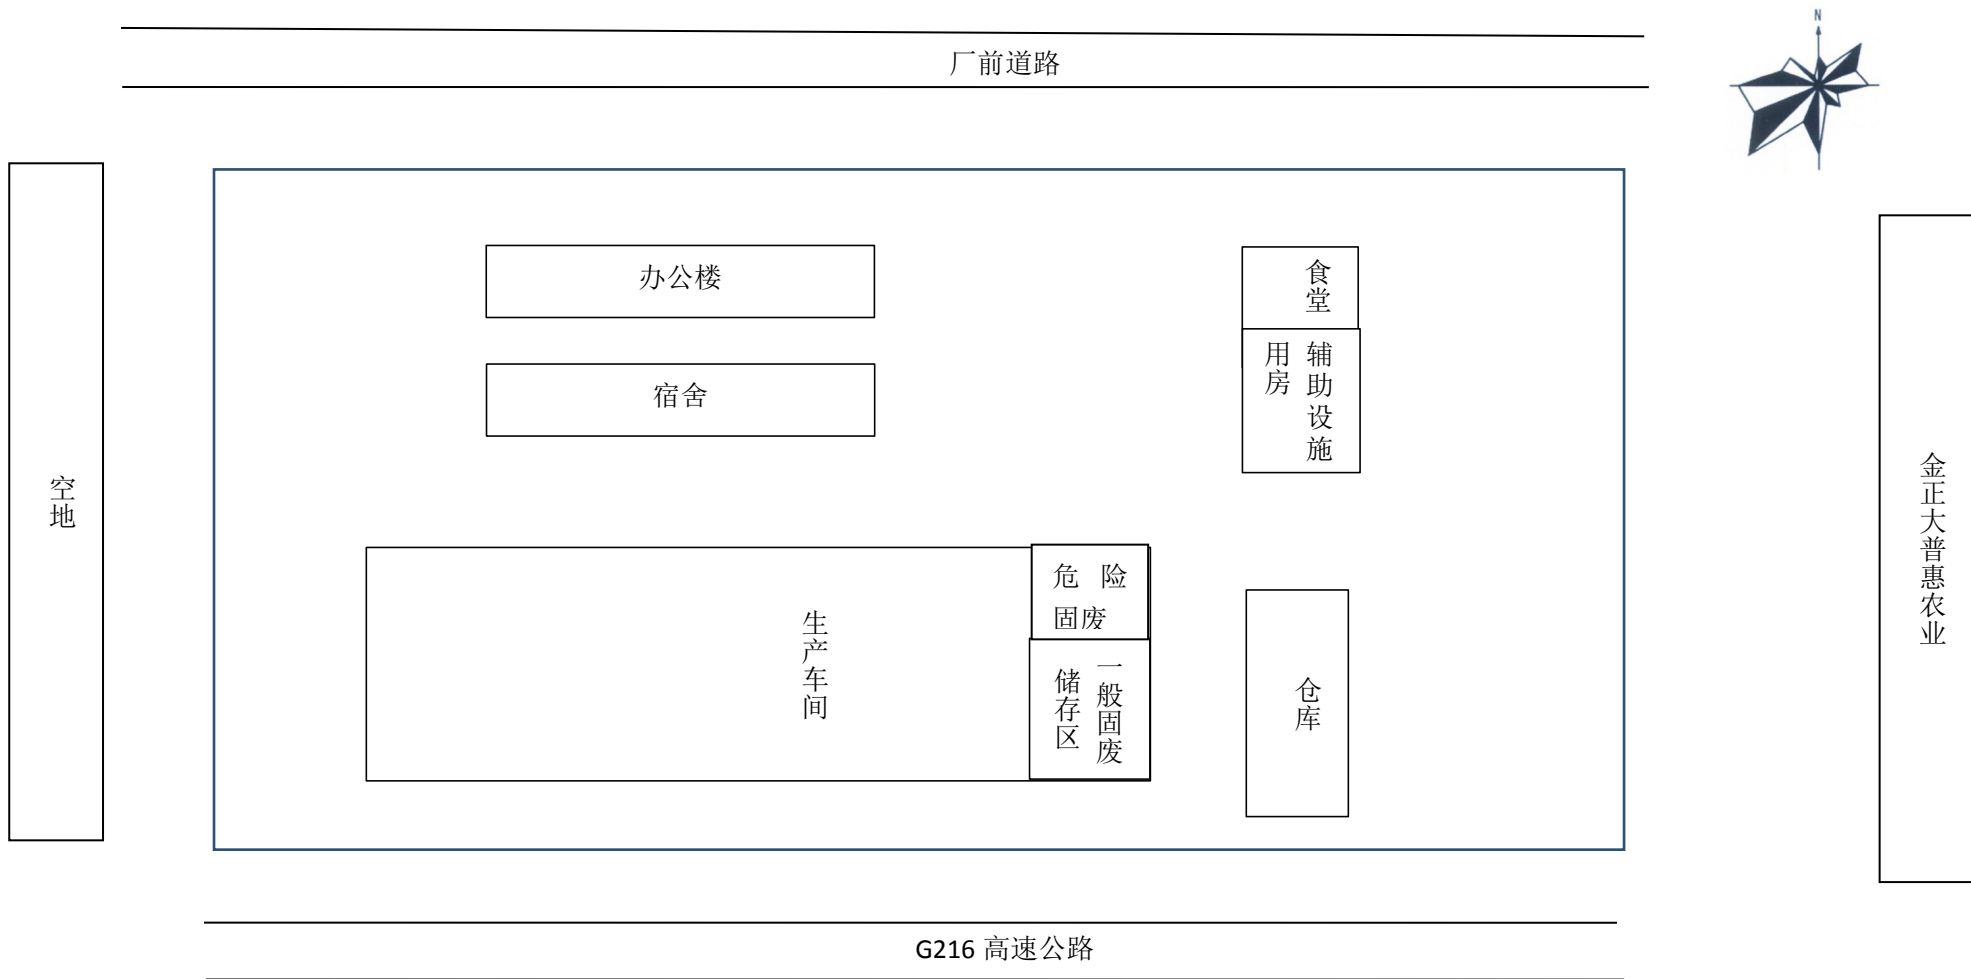 N
厂前道路
办公楼
食堂
宿舍
辅助设施
用房
空地
金正大普惠农业
危 险
固废
生产车间
一般固废
储存区
仓库
G216 高速公路